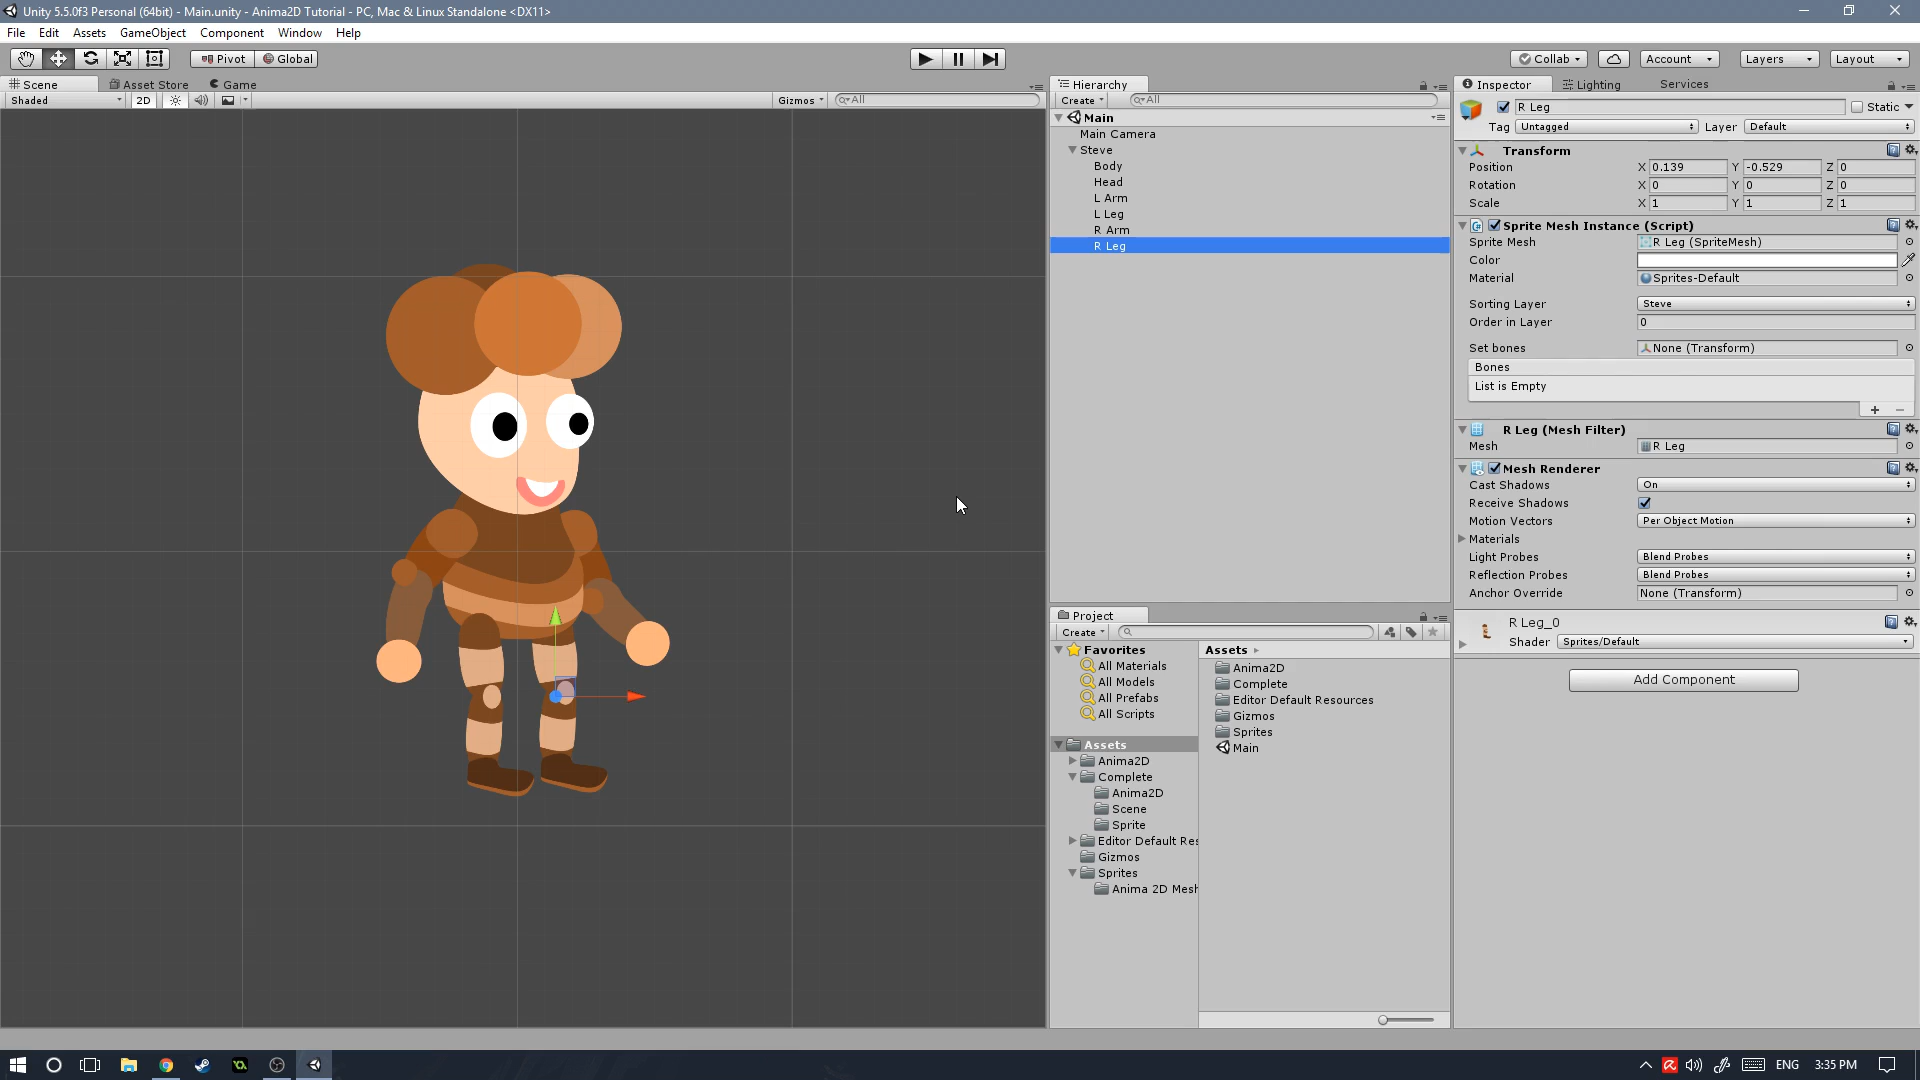 Unity 5.5.0f3 Personal (64bit) - Main.unity - Anima2D Tutorial - PC, Mac & Linux Standalone <DX11>
File Edit Assets GameObject Component Window Help
Pivot Global Collab Account Layers Layout
Scene Asset Store Game
Shaded 2D Gizmos All
Hierarchy
Create All
Main
Main Camera
Steve
Body
Head
L Arm
L Leg
R Arm
R Leg
Project
Create
Favorites
All Materials
All Models
All Prefabs
All Scripts
Assets
Anima2D
Complete
Anima2D
Scene
Sprite
Editor Default Res
Gizmos
Sprites
Anima 2D Mesh
Assets
Anima2D
Complete
Editor Default Resources
Gizmos
Sprites
Main
Inspector Lighting Services
R Leg Static
Tag Untagged Layer Default
Transform
Position X 0.139 Y -0.529 Z 0
Rotation X 0 Y 0 Z 0
Scale X 1 Y 1 Z 1
Sprite Mesh Instance (Script)
Sprite Mesh R Leg (SpriteMesh)
Color
Material Sprites-Default
Sorting Layer Steve
Order in Layer 0
Set bones None (Transform)
Bones
List is Empty
R Leg (Mesh Filter)
Mesh R Leg
Mesh Renderer
Cast Shadows On
Receive Shadows
Motion Vectors Per Object Motion
Materials
Light Probes Blend Probes
Reflection Probes Blend Probes
Anchor Override None (Transform)
R Leg_0
Shader Sprites/Default
Add Component
ENG 3:35 PM